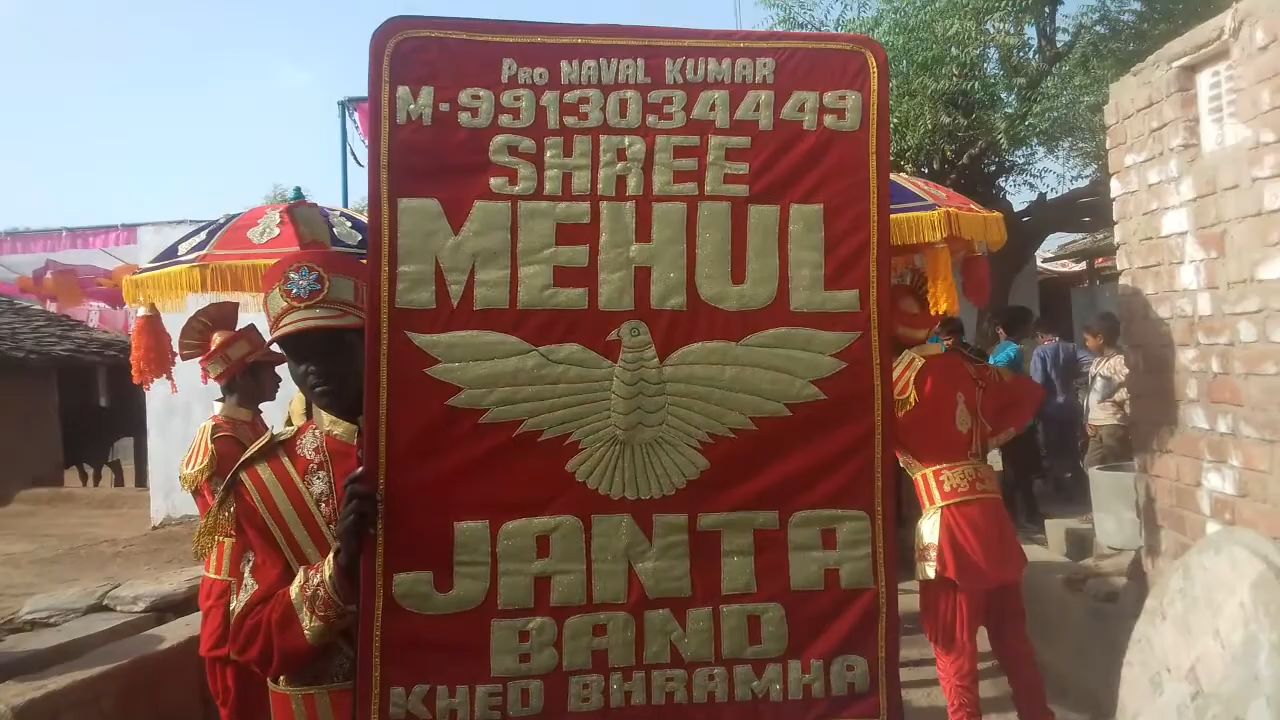 PRO NAVAL KUMAR
M-9913034449
SHREE
MEHUL
JANTA
BAND
KHED BHRAMHA